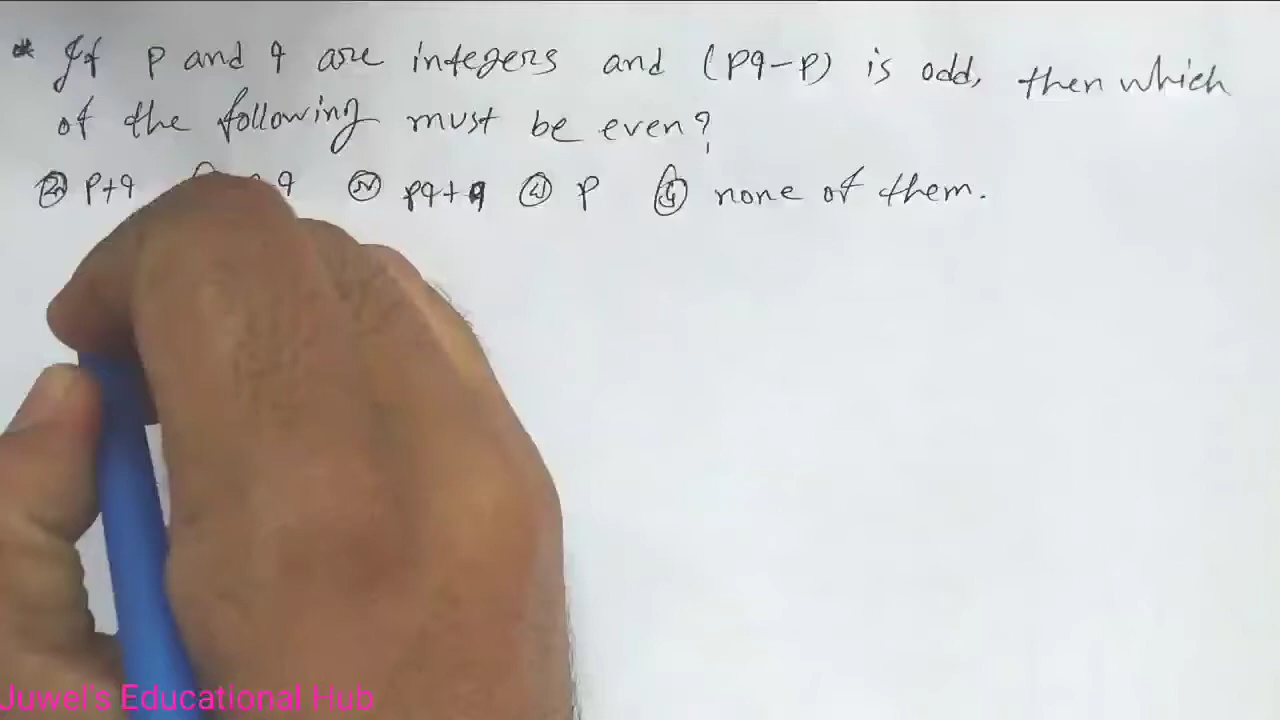 * If p and q are integers and (pq-p) is odd, then which
of the following must be even?
p+q q pq+q p none of them.
Juwel's Educational Hub